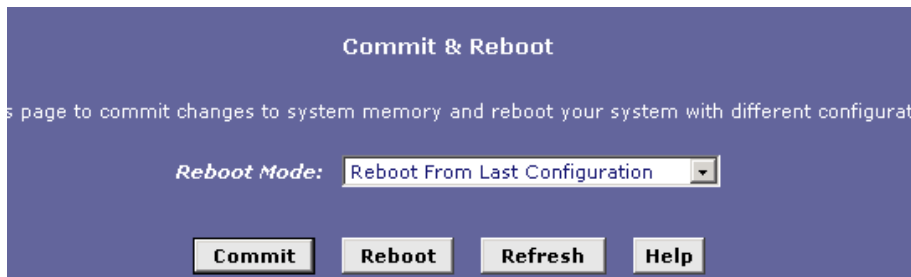 Commit & Reboot
s page to commit changes to system memory and reboot your system with different configurat
Reboot Mode: Reboot From Last Configuration
Commit Reboot Refresh Help